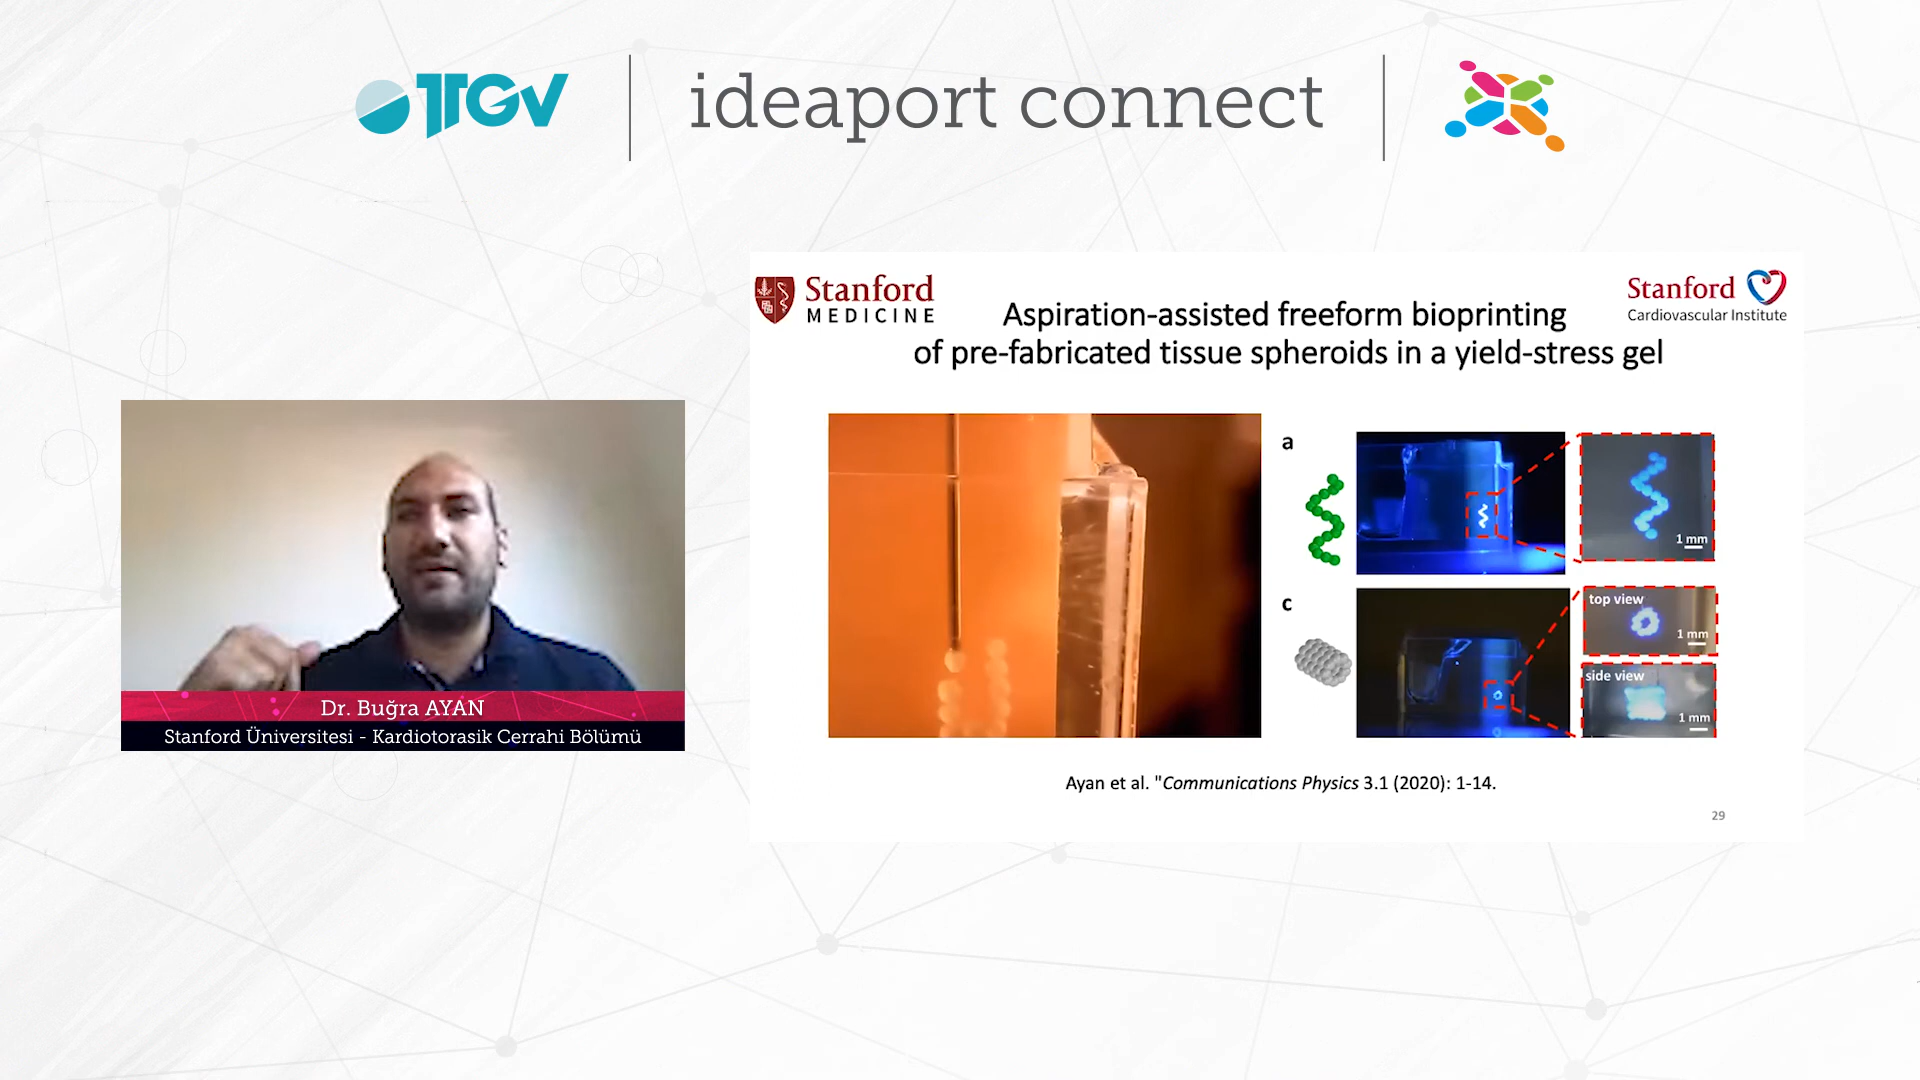 TTGV
ideaport connect
Stanford
MEDICINE
Stanford
Cardiovascular Institute
Aspiration-assisted freeform bioprinting
of pre-fabricated tissue spheroids in a yield-stress gel
a
1 mm
c
top view
1 mm
side view
1 mm
Ayan et al. "Communications Physics 3.1 (2020): 1-14.
29
Dr. Buğra AYAN
Stanford Üniversitesi - Kardiotorasik Cerrahi Bölümü